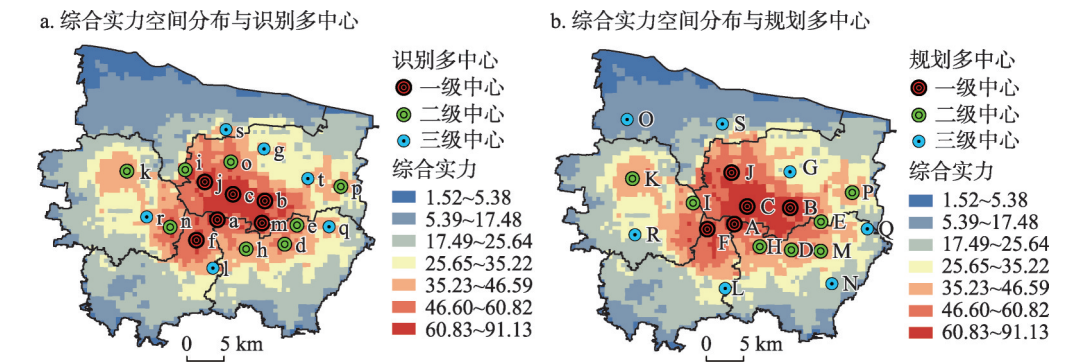 a. 综合实力空间分布与识别多中心
识别多中心
一级中心
二级中心
三级中心
综合实力
1.52~5.38
5.39~17.48
17.49~25.64
25.65~35.22
35.23~46.59
46.60~60.82
60.83~91.13
s
g
o
i
k
j
t
p
c
b
r
n
a
m
e
q
f
h
d
l
0 5 km
b. 综合实力空间分布与规划多中心
规划多中心
一级中心
二级中心
三级中心
综合实力
1.52~5.38
5.39~17.48
17.49~25.64
25.65~35.22
35.23~46.59
46.60~60.82
60.83~91.13
O
S
G
J
K
P
I
C
B
R
F
A
E
Q
H
D
M
L
N
0 5 km